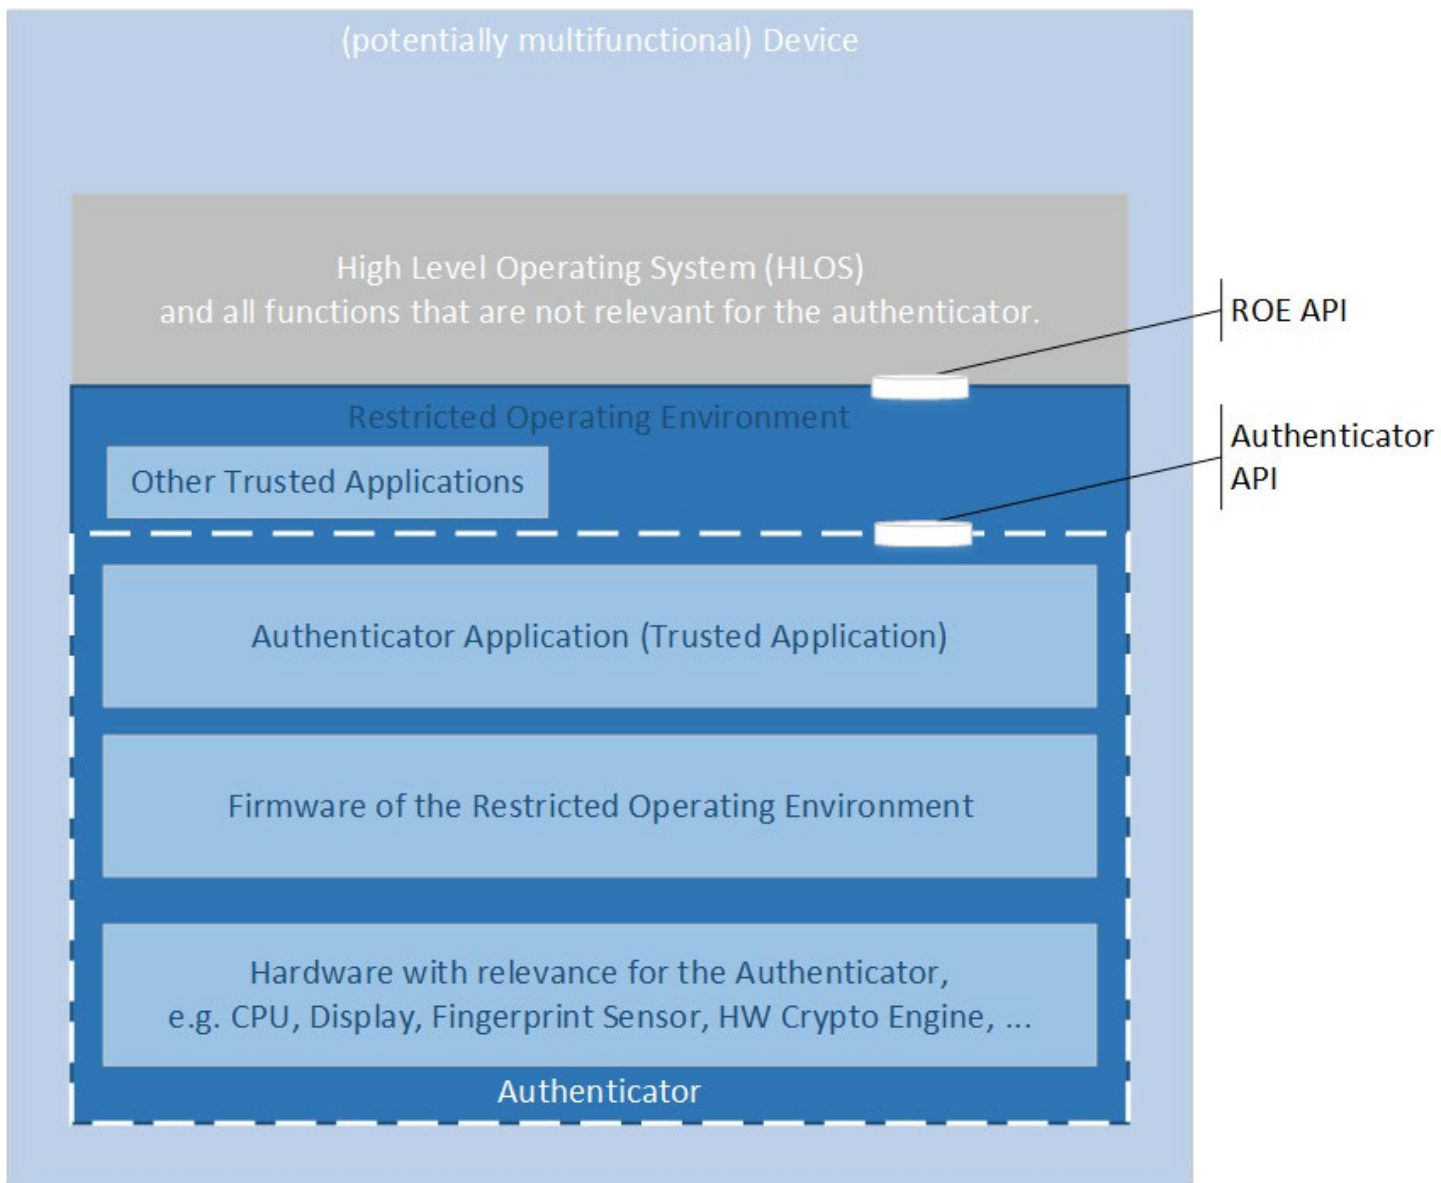 (potentially multifunctional) Device
High Level Operating System (HLOS)
and all functions that are not relevant for the authenticator.
ROE API
Restricted Operating Environment
Authenticator
API
Other Trusted Applications
Authenticator Application (Trusted Application)
Firmware of the Restricted Operating Environment
Hardware with relevance for the Authenticator,
e.g. CPU, Display, Fingerprint Sensor, HW Crypto Engine, ...
Authenticator